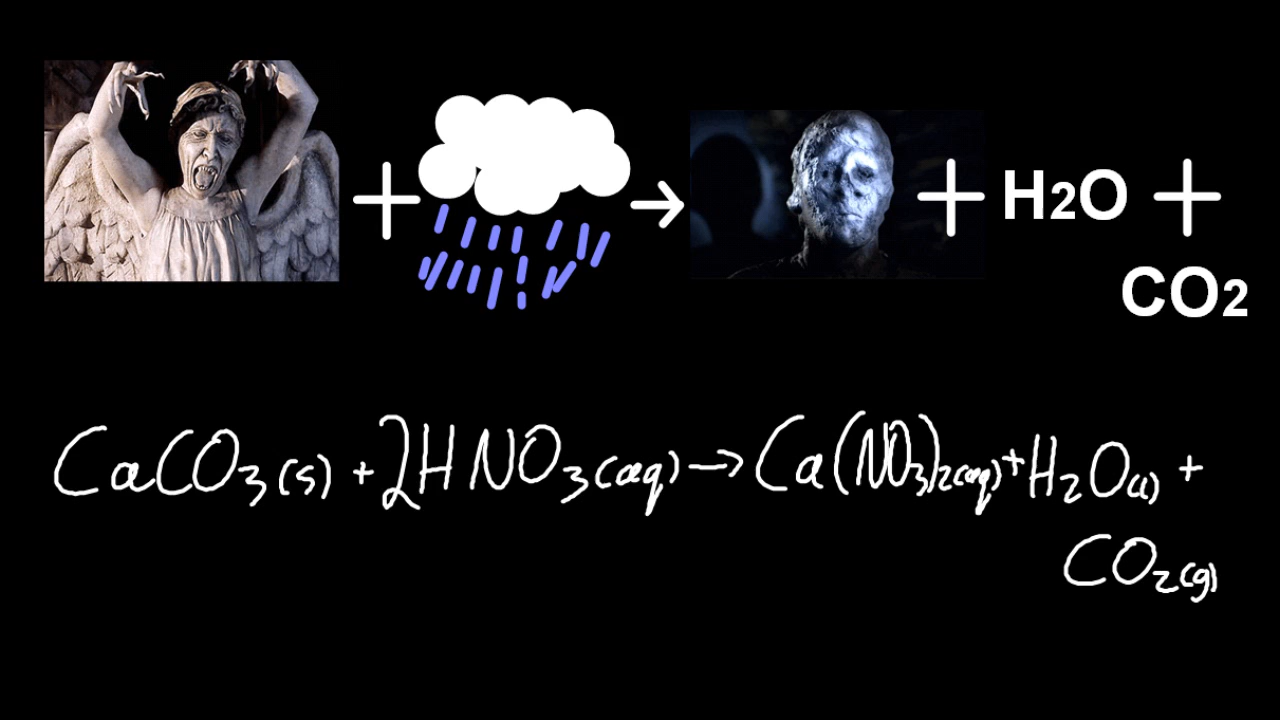 + → + H2O +
CO2
CaCO3(s) + 2HNO3(aq) → Ca(NO3)2(aq) + H2O(l) +
CO2(g)